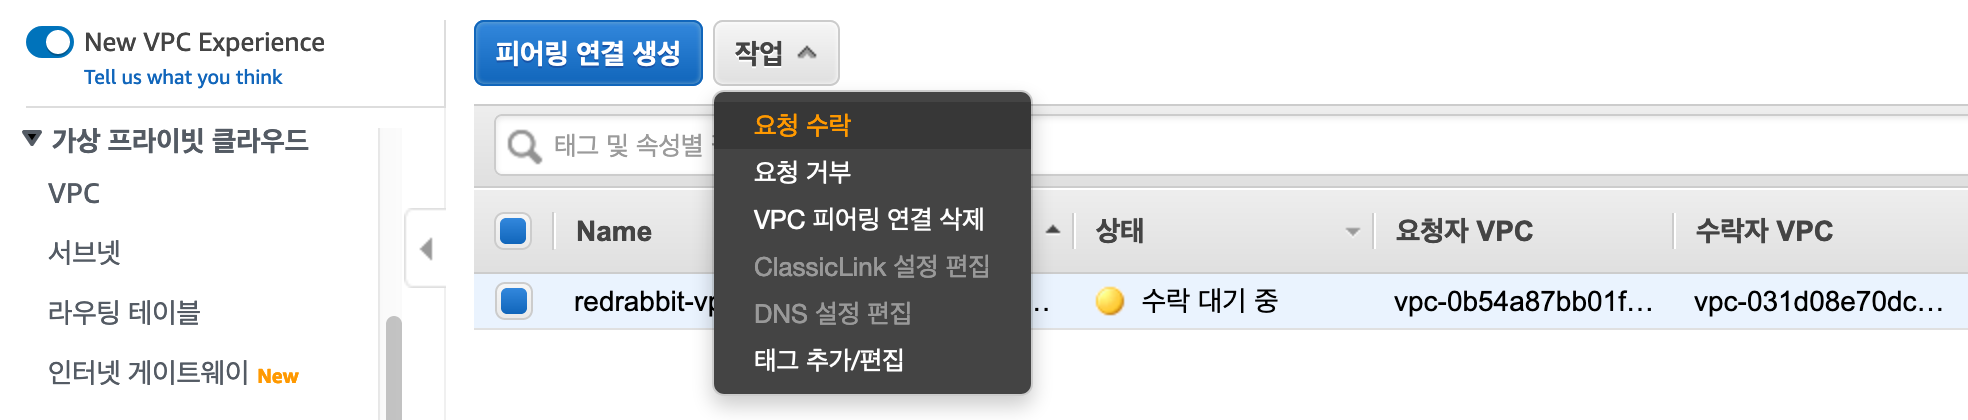 New VPC Experience
Tell us what you think
가상 프라이빗 클라우드
VPC
서브넷
라우팅 테이블
인터넷 게이트웨이 New
피어링 연결 생성
작업
태그 및 속성별
요청 수락
요청 거부
VPC 피어링 연결 삭제
ClassicLink 설정 편집
DNS 설정 편집
태그 추가/편집
Name 상태 요청자 VPC 수락자 VPC
redrabbit-vp ... 수락 대기 중 vpc-0b54a87bb01f... vpc-031d08e70dc...